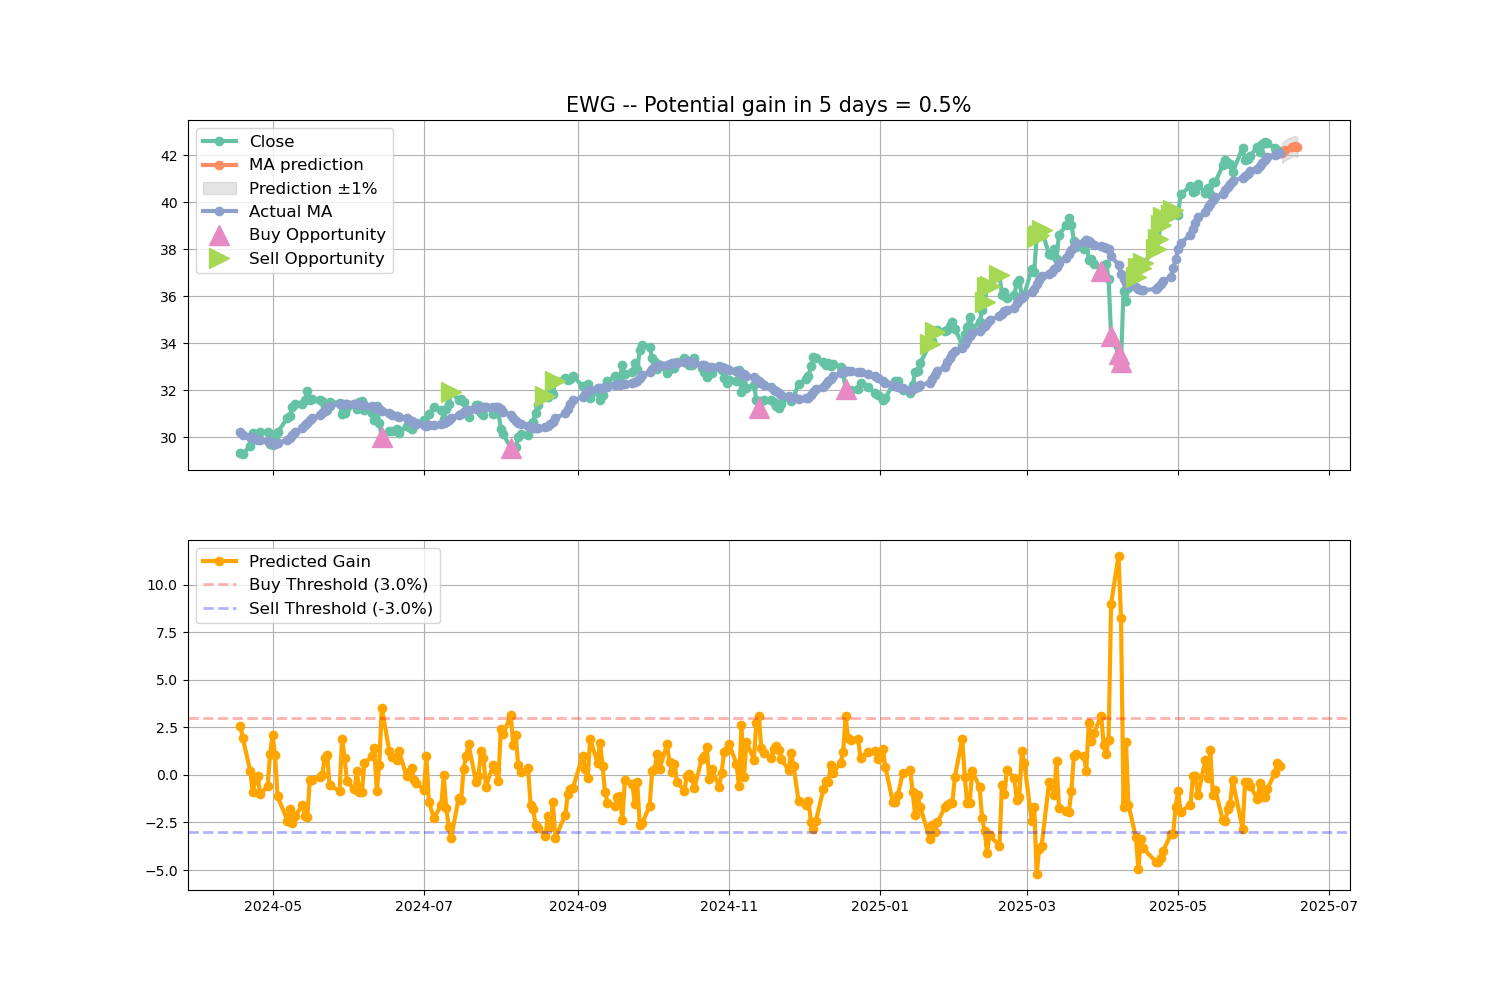 EWG -- Potential gain in 5 days = 0.5%
Close
MA prediction
Prediction ±1%
Actual MA
Buy Opportunity
Sell Opportunity
42
40
38
36
34
32
30
Predicted Gain
Buy Threshold (3.0%)
Sell Threshold (-3.0%)
10.0
7.5
5.0
2.5
0.0
−2.5
−5.0
2024-05 2024-07 2024-09 2024-11 2025-01 2025-03 2025-05 2025-07